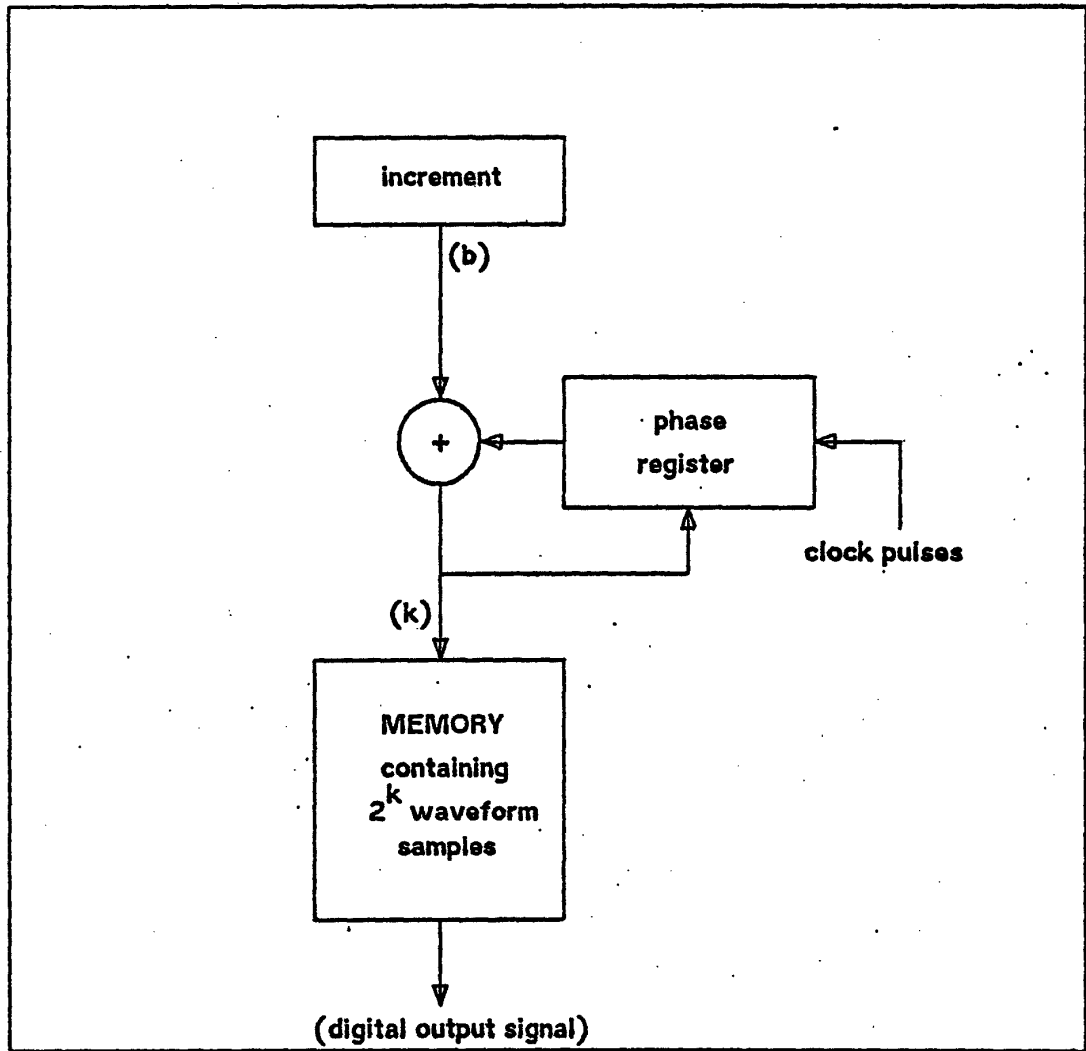 increment
(b)
+
phase
register
clock pulses
(k)
MEMORY
containing
2^k waveform
samples
(digital output signal)